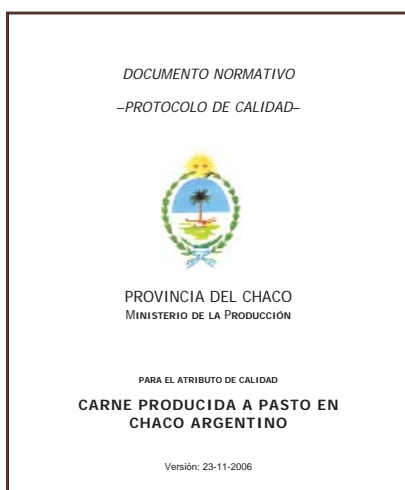 DOCUMENTO NORMATIVO
–PROTOCOLO DE CALIDAD–
PROVINCIA DEL CHACO
MINISTERIO DE LA PRODUCCIÓN
PARA EL ATRIBUTO DE CALIDAD
CARNE PRODUCIDA A PASTO EN
CHACO ARGENTINO
Versión: 23-11-2006